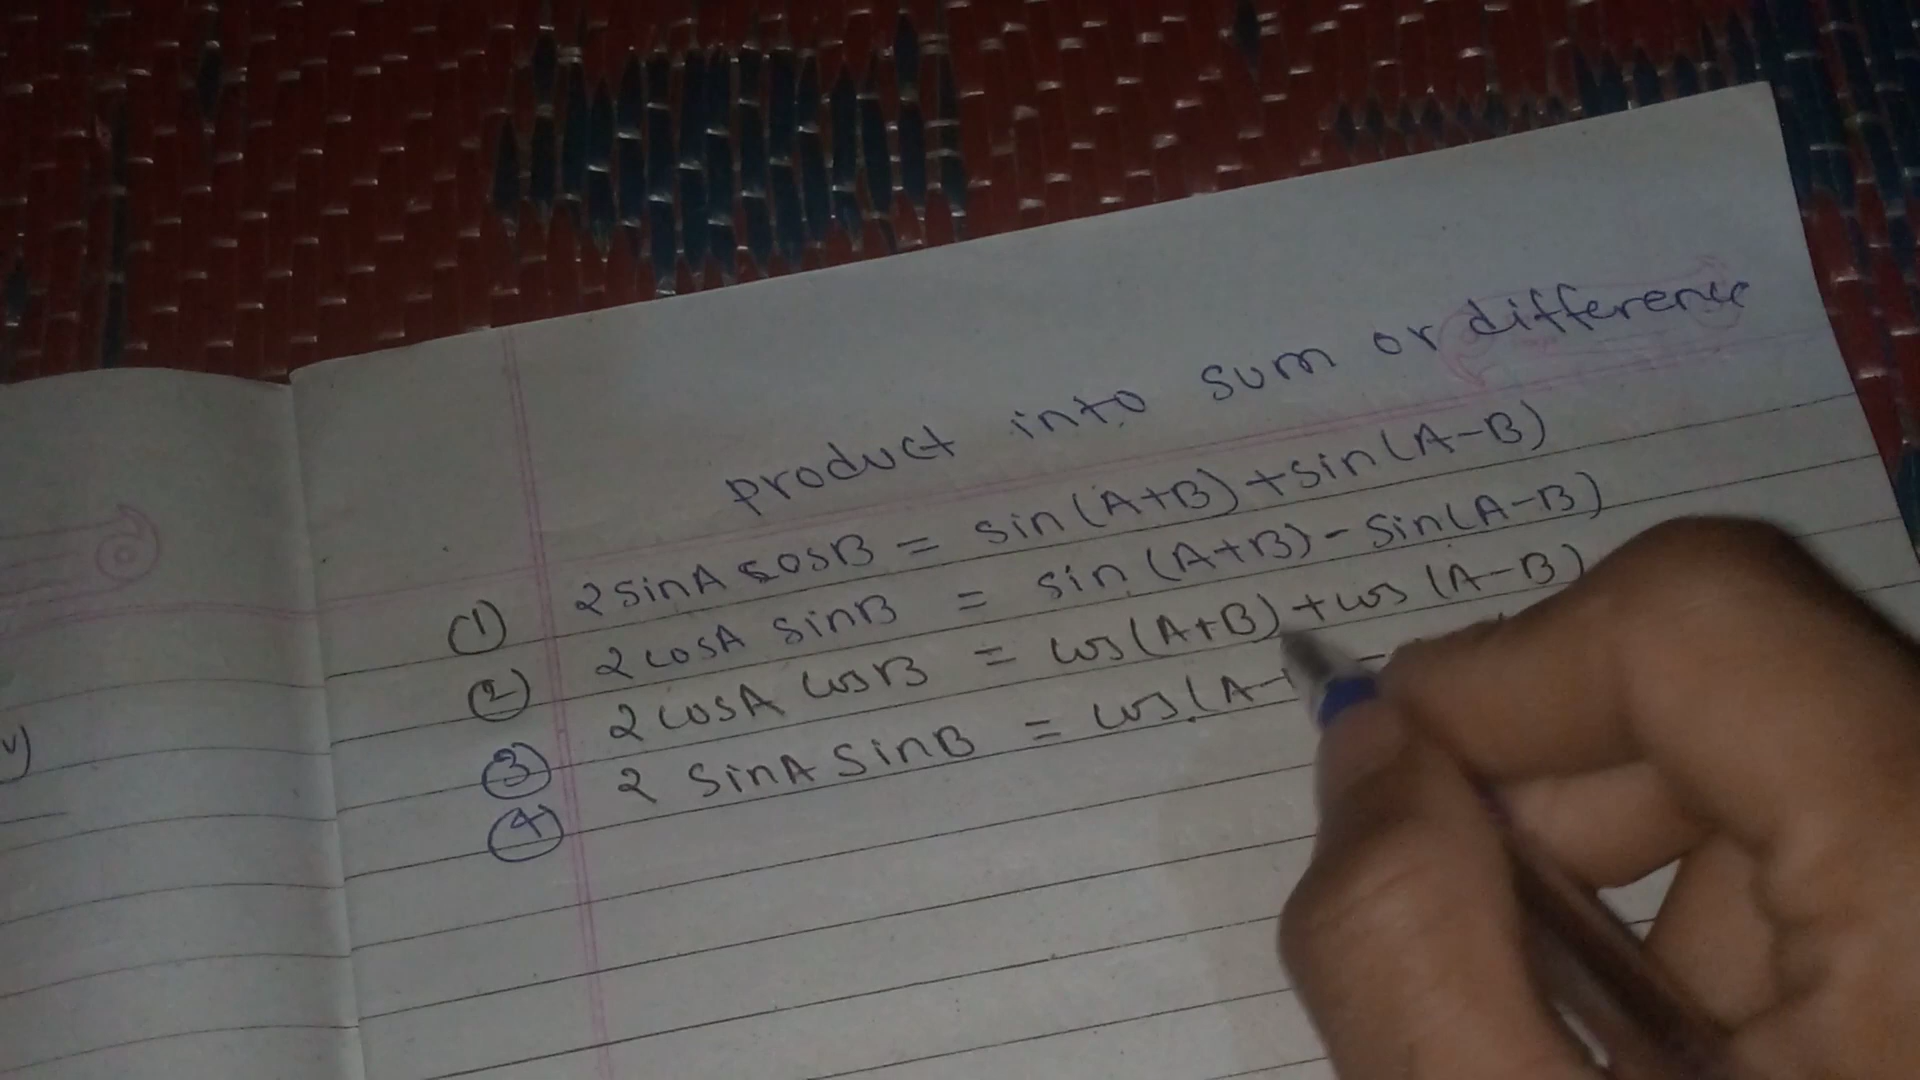 product into sum or difference
(1) 2 sinA cosB = sin(A+B) + sin(A-B)
(2) 2 cosA sinB = sin(A+B) - sin(A-B)
(3) 2 cosA cosB = cos(A+B) + cos(A-B)
(4) 2 sinA sinB = cos(A-
v)